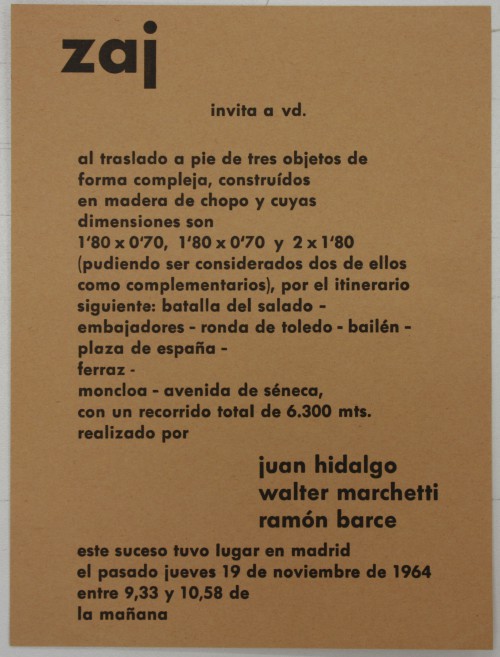 zaj
invita a vd.
al traslado a pie de tres objetos de
forma compleja, construídos
en madera de chopo y cuyas
dimensiones son
1'80 x 0'70, 1'80 x 0'70 y 2 x 1'80
(pudiendo ser considerados dos de ellos
como complementarios), por el itinerario
siguiente: batalla del salado -
embajadores - ronda de toledo - bailén -
plaza de españa -
ferraz -
moncloa - avenida de séneca,
con un recorrido total de 6.300 mts.
realizado por
juan hidalgo
walter marchetti
ramón barce
este suceso tuvo lugar en madrid
el pasado jueves 19 de noviembre de 1964
entre 9,33 y 10,58 de
la mañana